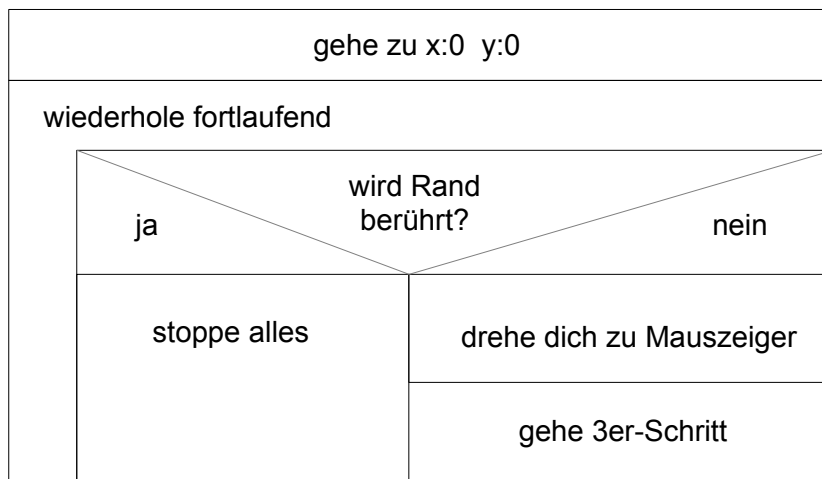 gehe zu x:0  y:0
wiederhole fortlaufend
wird Rand
berührt?
ja
nein
stoppe alles
drehe dich zu Mauszeiger
gehe 3er-Schritt